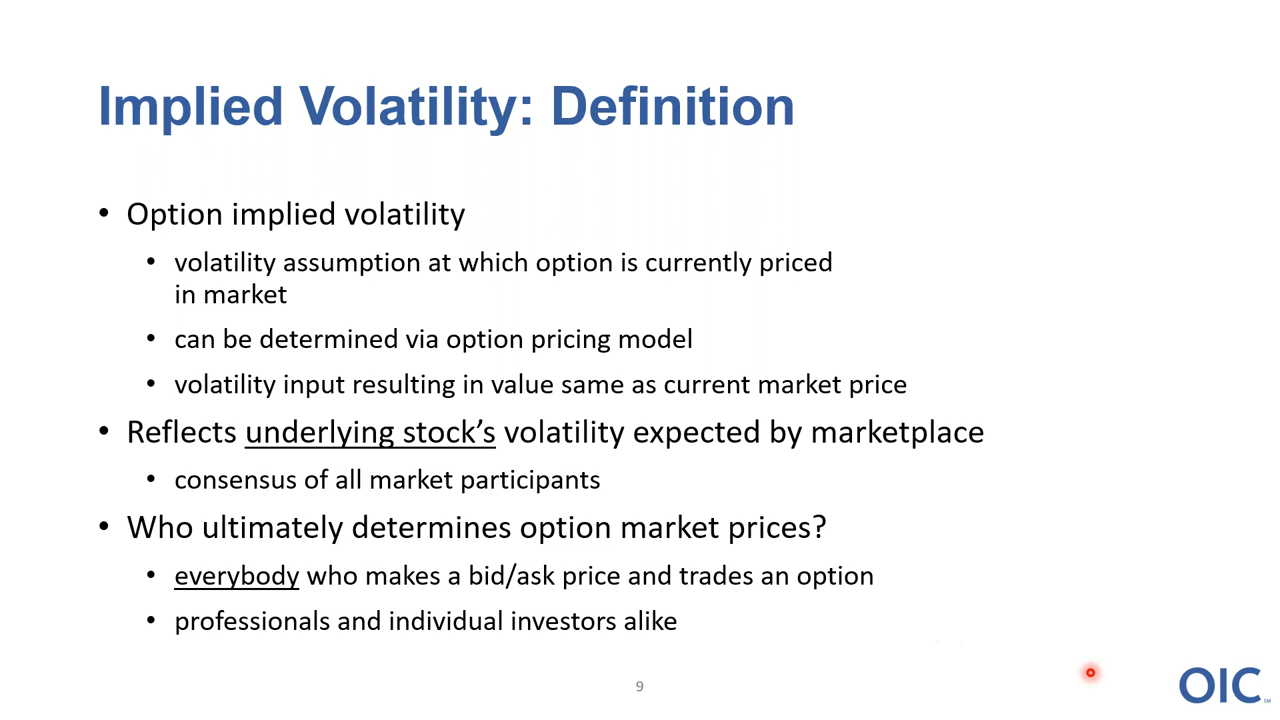 Implied Volatility: Definition
• Option implied volatility
• volatility assumption at which option is currently priced
in market
• can be determined via option pricing model
• volatility input resulting in value same as current market price
• Reflects underlying stock’s volatility expected by marketplace
• consensus of all market participants
• Who ultimately determines option market prices?
• everybody who makes a bid/ask price and trades an option
• professionals and individual investors alike
9
OIC℠